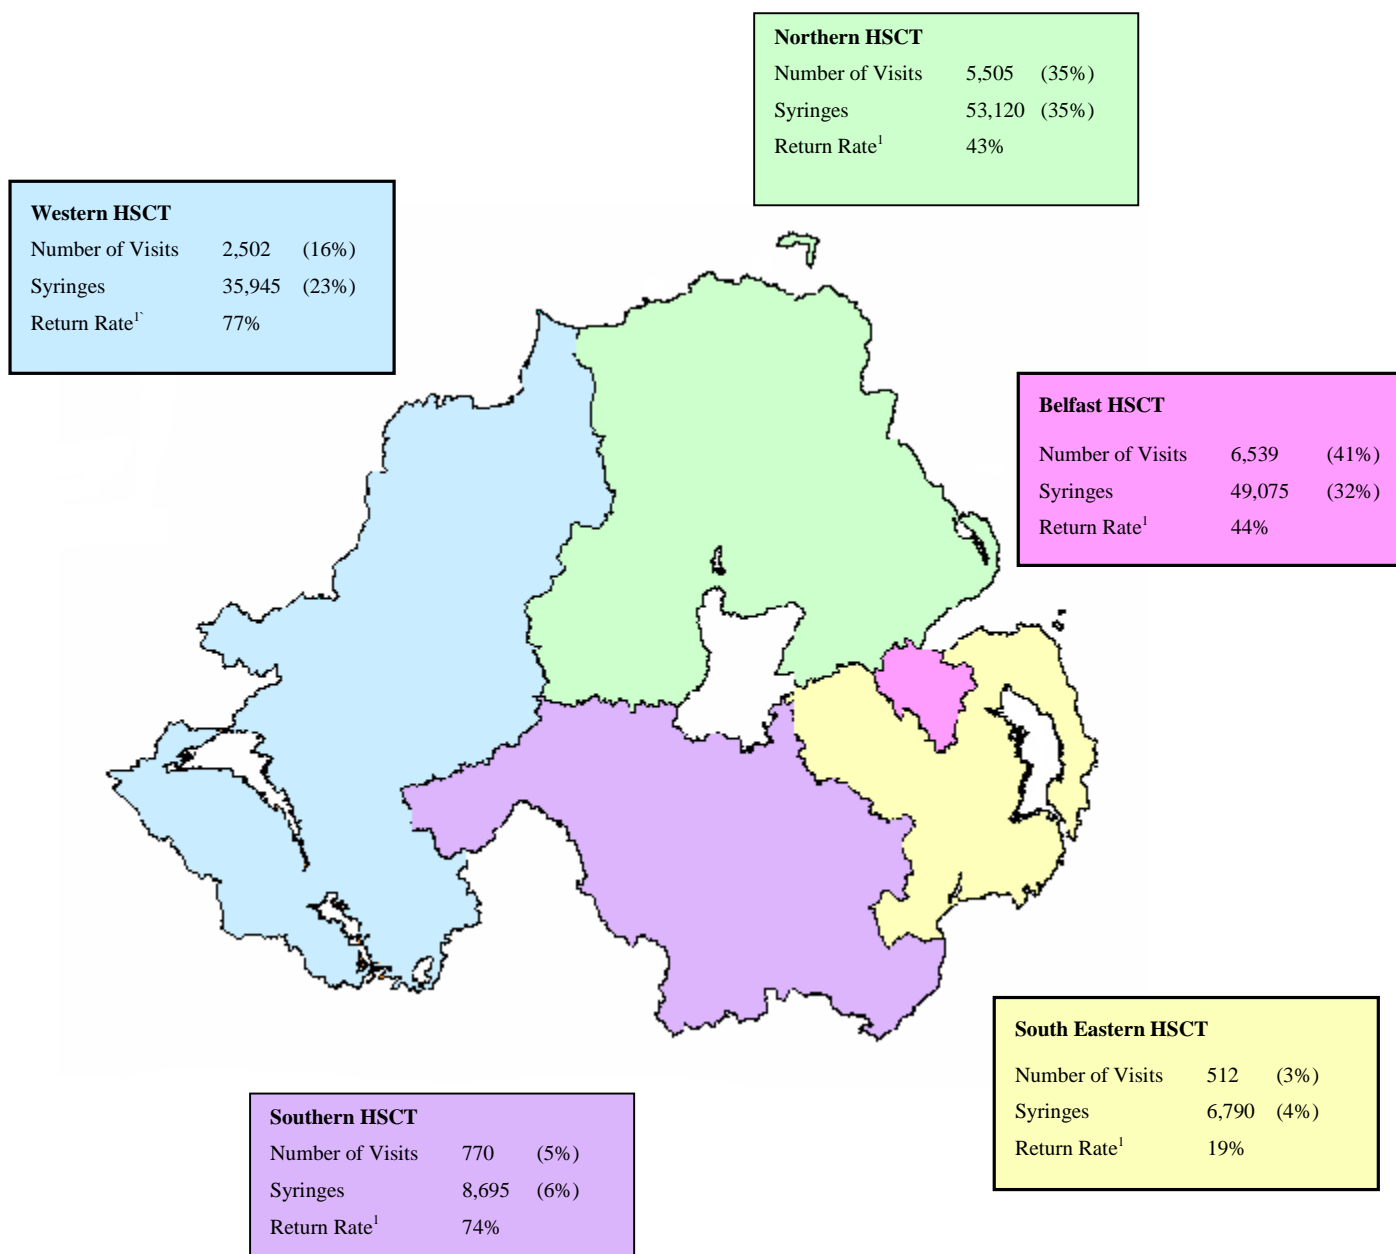 Northern HSCT
Number of Visits 5,505 (35%)
Syringes 53,120 (35%)
Return Rate¹ 43%
Western HSCT
Number of Visits 2,502 (16%)
Syringes 35,945 (23%)
Return Rate¹` 77%
Belfast HSCT
Number of Visits 6,539 (41%)
Syringes 49,075 (32%)
Return Rate¹ 44%
South Eastern HSCT
Number of Visits 512 (3%)
Syringes 6,790 (4%)
Return Rate¹ 19%
Southern HSCT
Number of Visits 770 (5%)
Syringes 8,695 (6%)
Return Rate¹ 74%